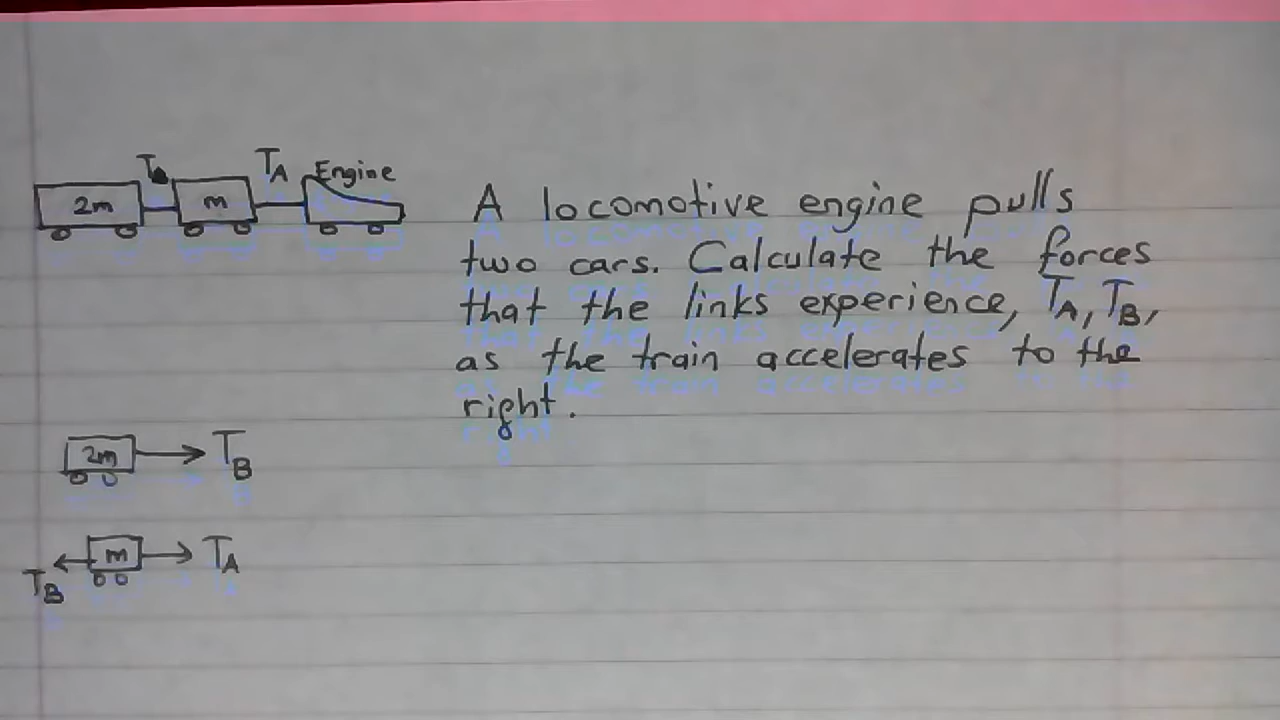 T
T_A
Engine
2m
m
A locomotive engine pulls
two cars. Calculate the forces
that the links experience, T_A, T_B,
as the train accelerates to the
right.
2m
T_B
T_B
m
T_A